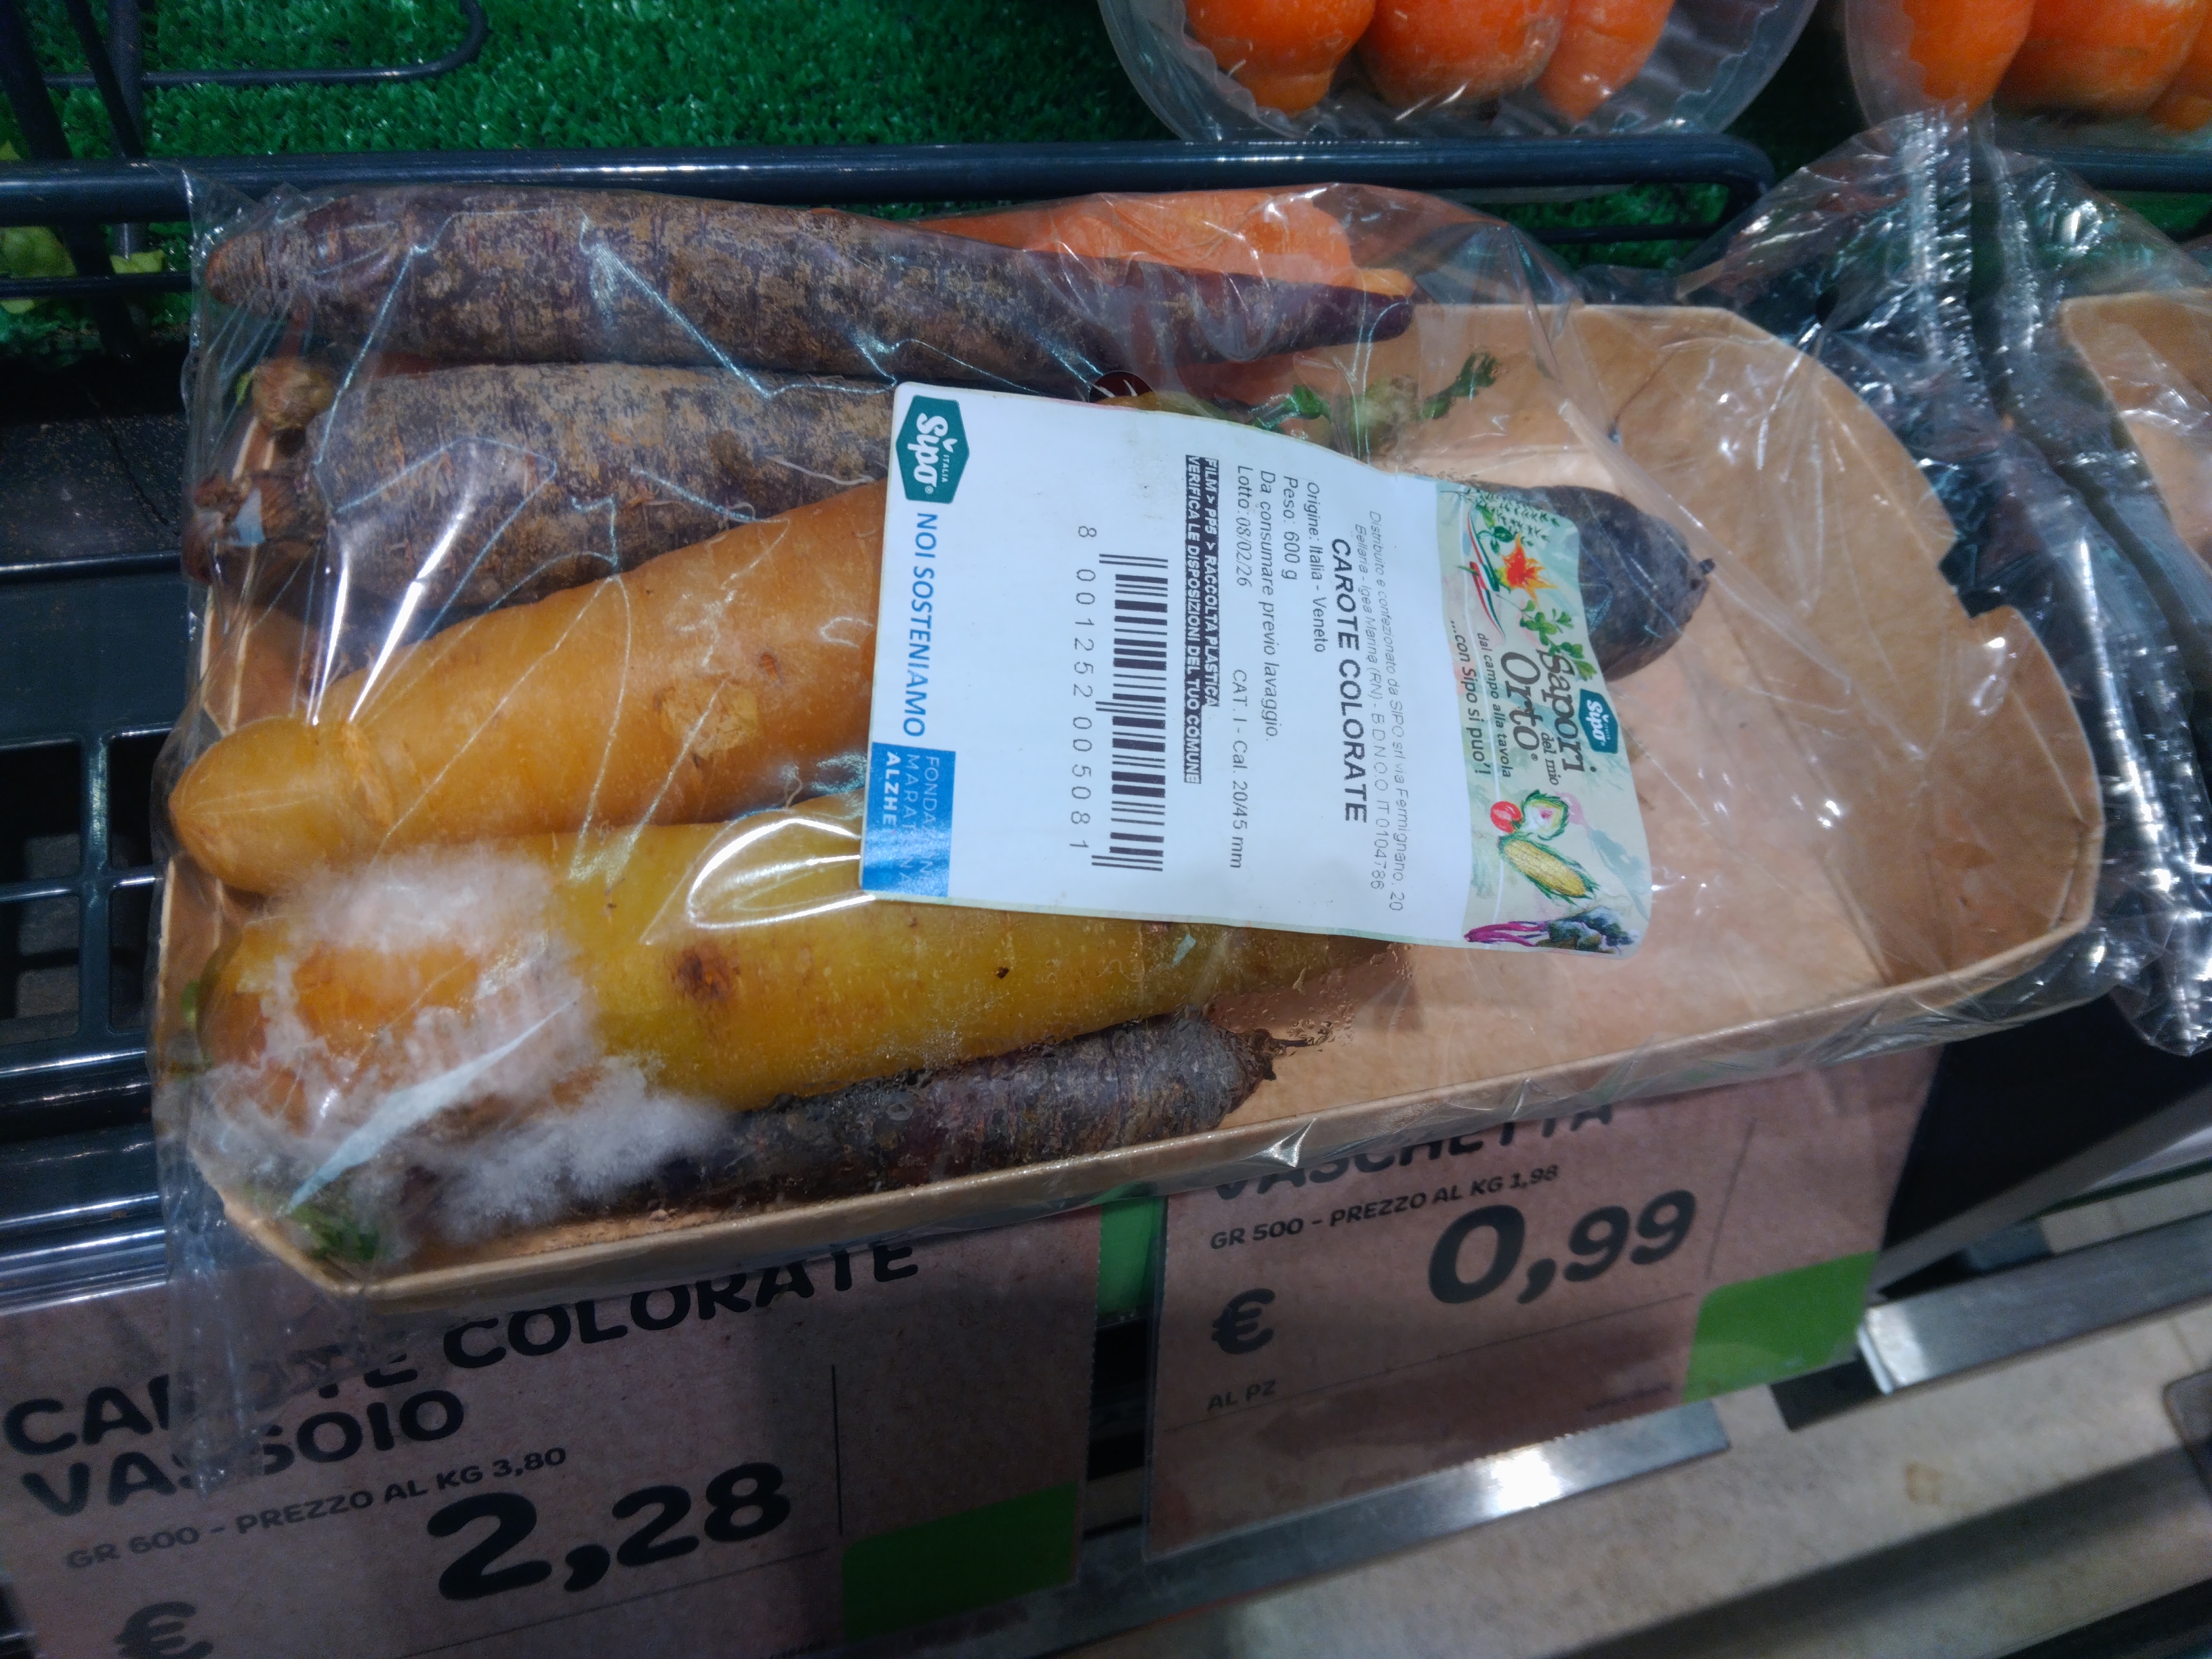 Sipo
Sapori
del mio
Orto®
dal campo alla tavola
...con Sipo si può!
Distribuito e confezionato da SIPO srl via Fermignano, 20
Bellaria - Igea Marina (RN) - B.D.N.O.O. IT 0104786
CAROTE COLORATE
Origine: Italia - Veneto
Peso: 600 g
Da consumare previo lavaggio.
Lotto: 08/02/26 CAT. I - Cal. 20/45 mm
FILM > PP5 > RACCOLTA PLASTICA
VERIFICA LE DISPOSIZIONI DEL TUO COMUNE
8 001252 005081
Sipo®
ITALIA
NOI SOSTENIAMO
ALZHE
CAROTE COLORATE
VASSOIO
GR 600 - PREZZO AL KG 3,80
€ 2,28
VASCHETTA
GR 500 - PREZZO AL KG 1,98
€ 0,99
AL PZ